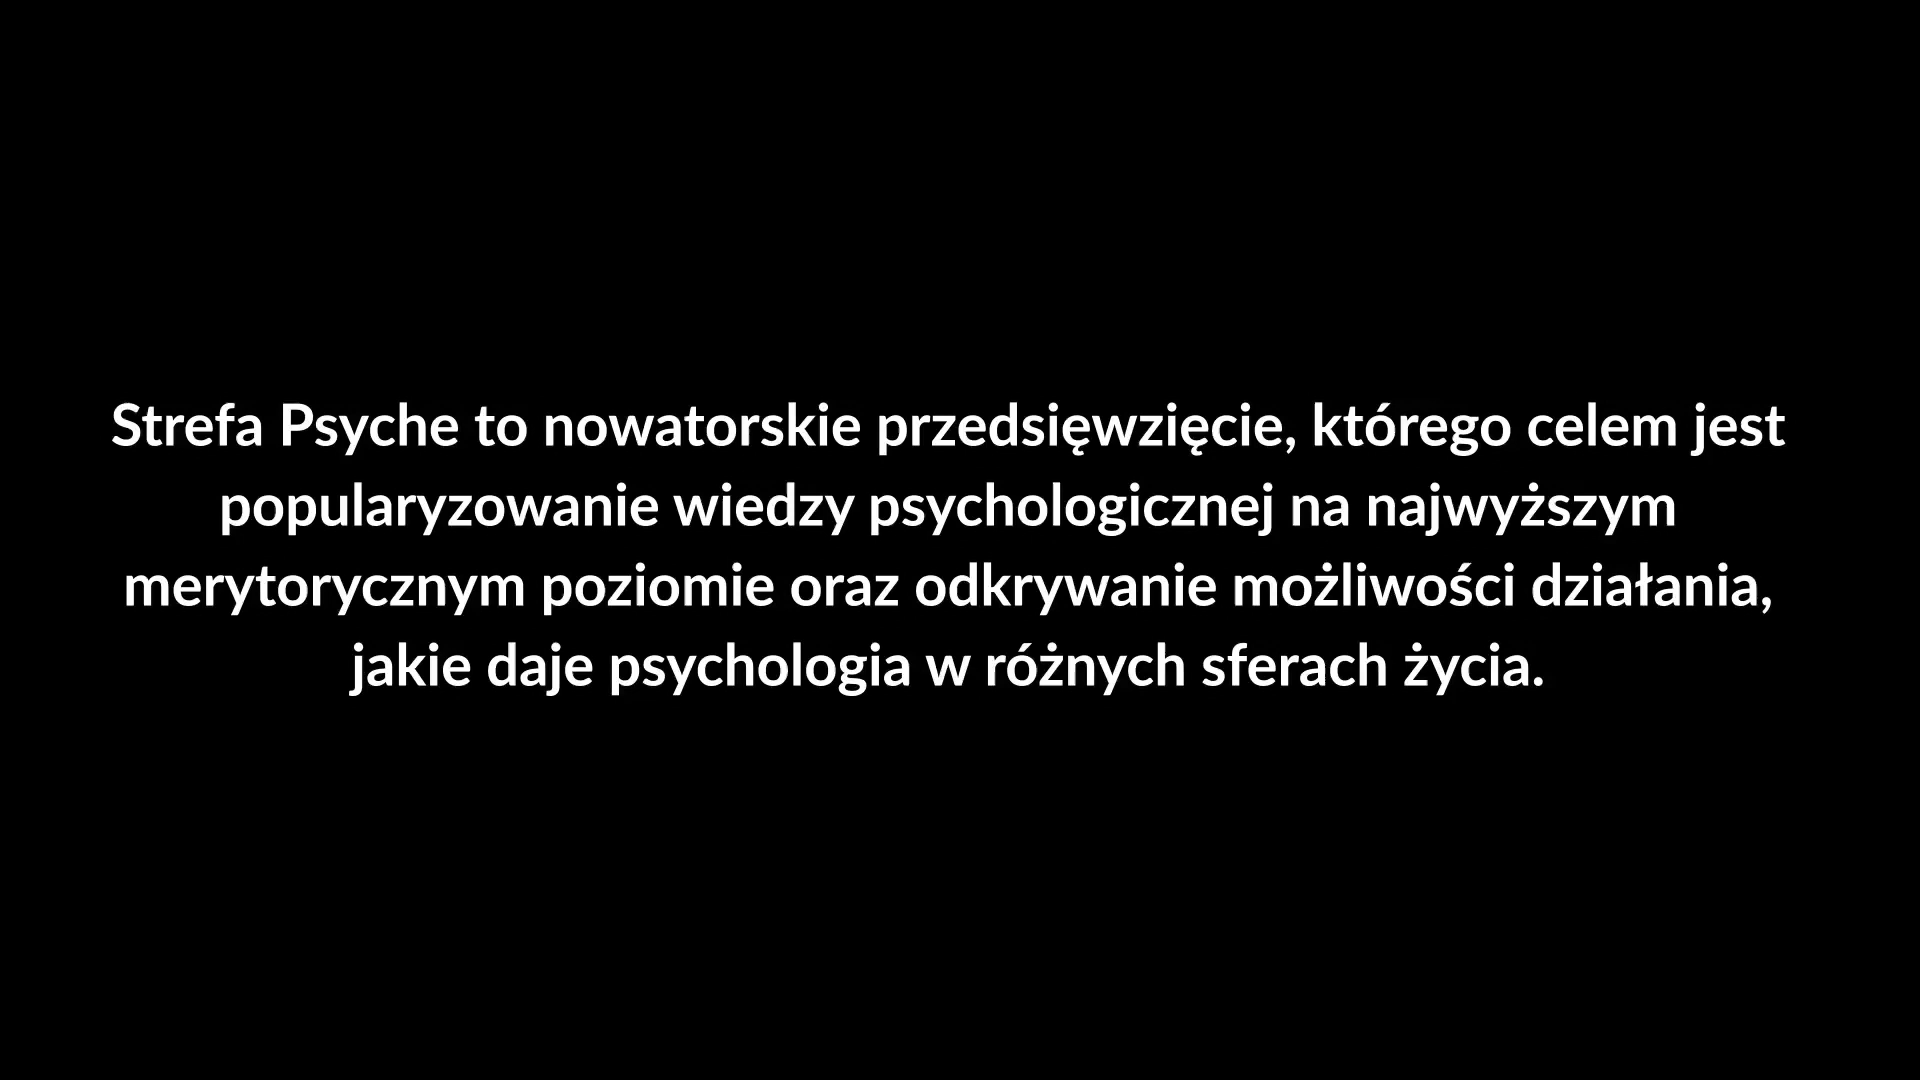 Strefa Psyche to nowatorskie przedsięwzięcie, którego celem jest
popularyzowanie wiedzy psychologicznej na najwyższym
merytorycznym poziomie oraz odkrywanie możliwości działania,
jakie daje psychologia w różnych sferach życia.